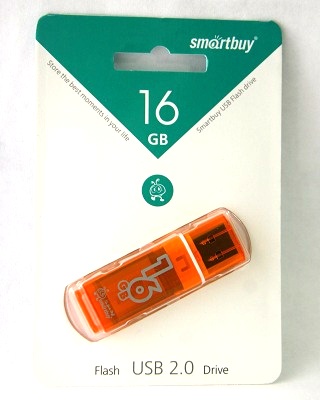 smartbuy
Store the best moments in your life
16
GB
Smartbuy USB Flash drive
16
GB
Flash USB 2.0 Drive